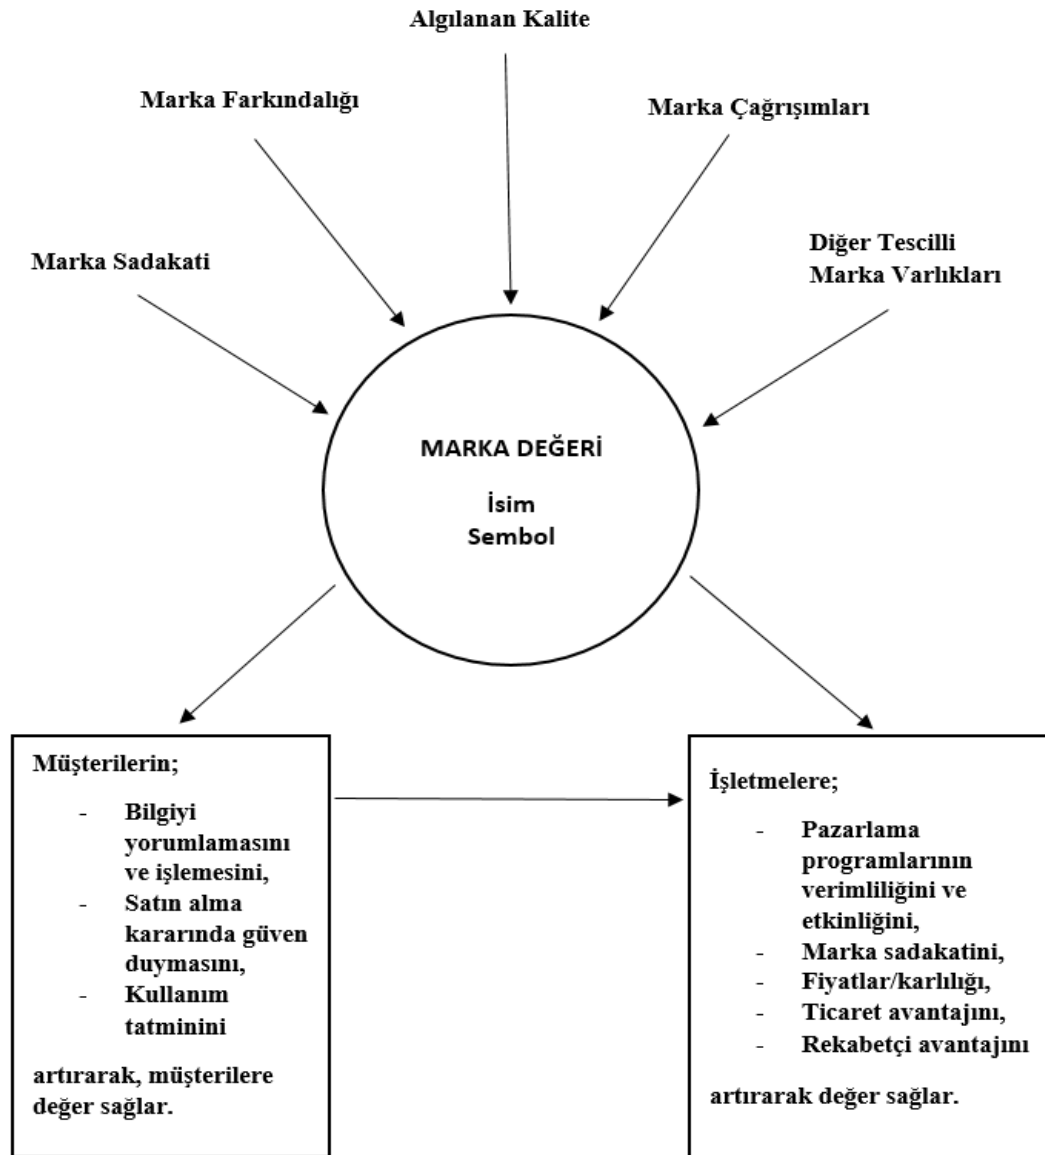 Algılanan Kalite
Marka Farkındalığı
Marka Çağrışımları
Marka Sadakati
Diğer Tescilli
Marka Varlıkları
MARKA DEĞERİ
İsim
Sembol
Müşterilerin;
- Bilgiyi
yorumlamasını
ve işlemesini,
- Satın alma
kararında güven
duymasını,
- Kullanım
tatminini
artırarak, müşterilere
değer sağlar.
İşletmelere;
- Pazarlama
programlarının
verimliliğini ve
etkinliğini,
- Marka sadakatini,
- Fiyatlar/karlılığı,
- Ticaret avantajını,
- Rekabetçi avantajını
artırarak değer sağlar.